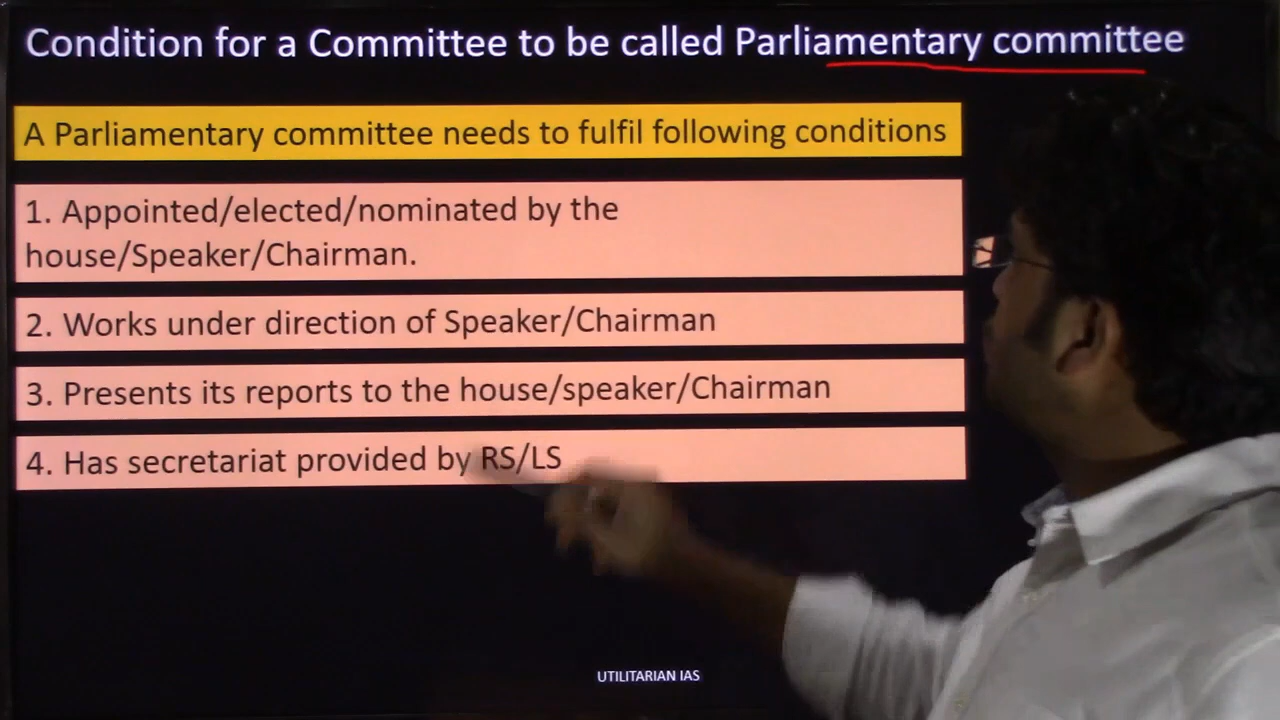 Condition for a Committee to be called Parliamentary committee
A Parliamentary committee needs to fulfil following conditions
1. Appointed/elected/nominated by the
house/Speaker/Chairman.
2. Works under direction of Speaker/Chairman
3. Presents its reports to the house/speaker/Chairman
4. Has secretariat provided by RS/LS
UTILITARIAN IAS